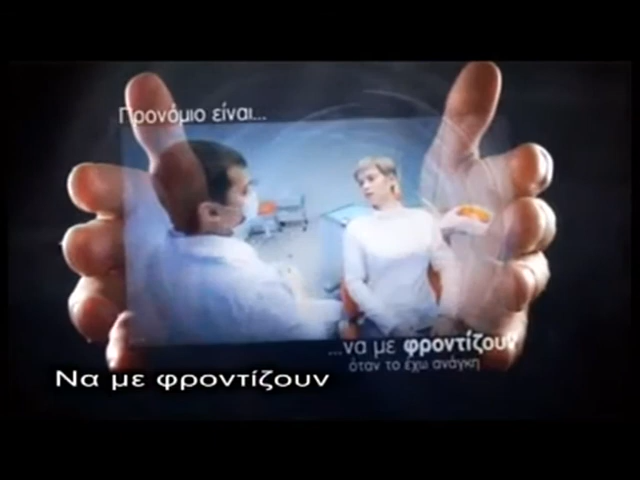 Προνόμιο είναι...
...να με φροντίζουν
όταν το έχω ανάγκη
Να με φροντίζουν